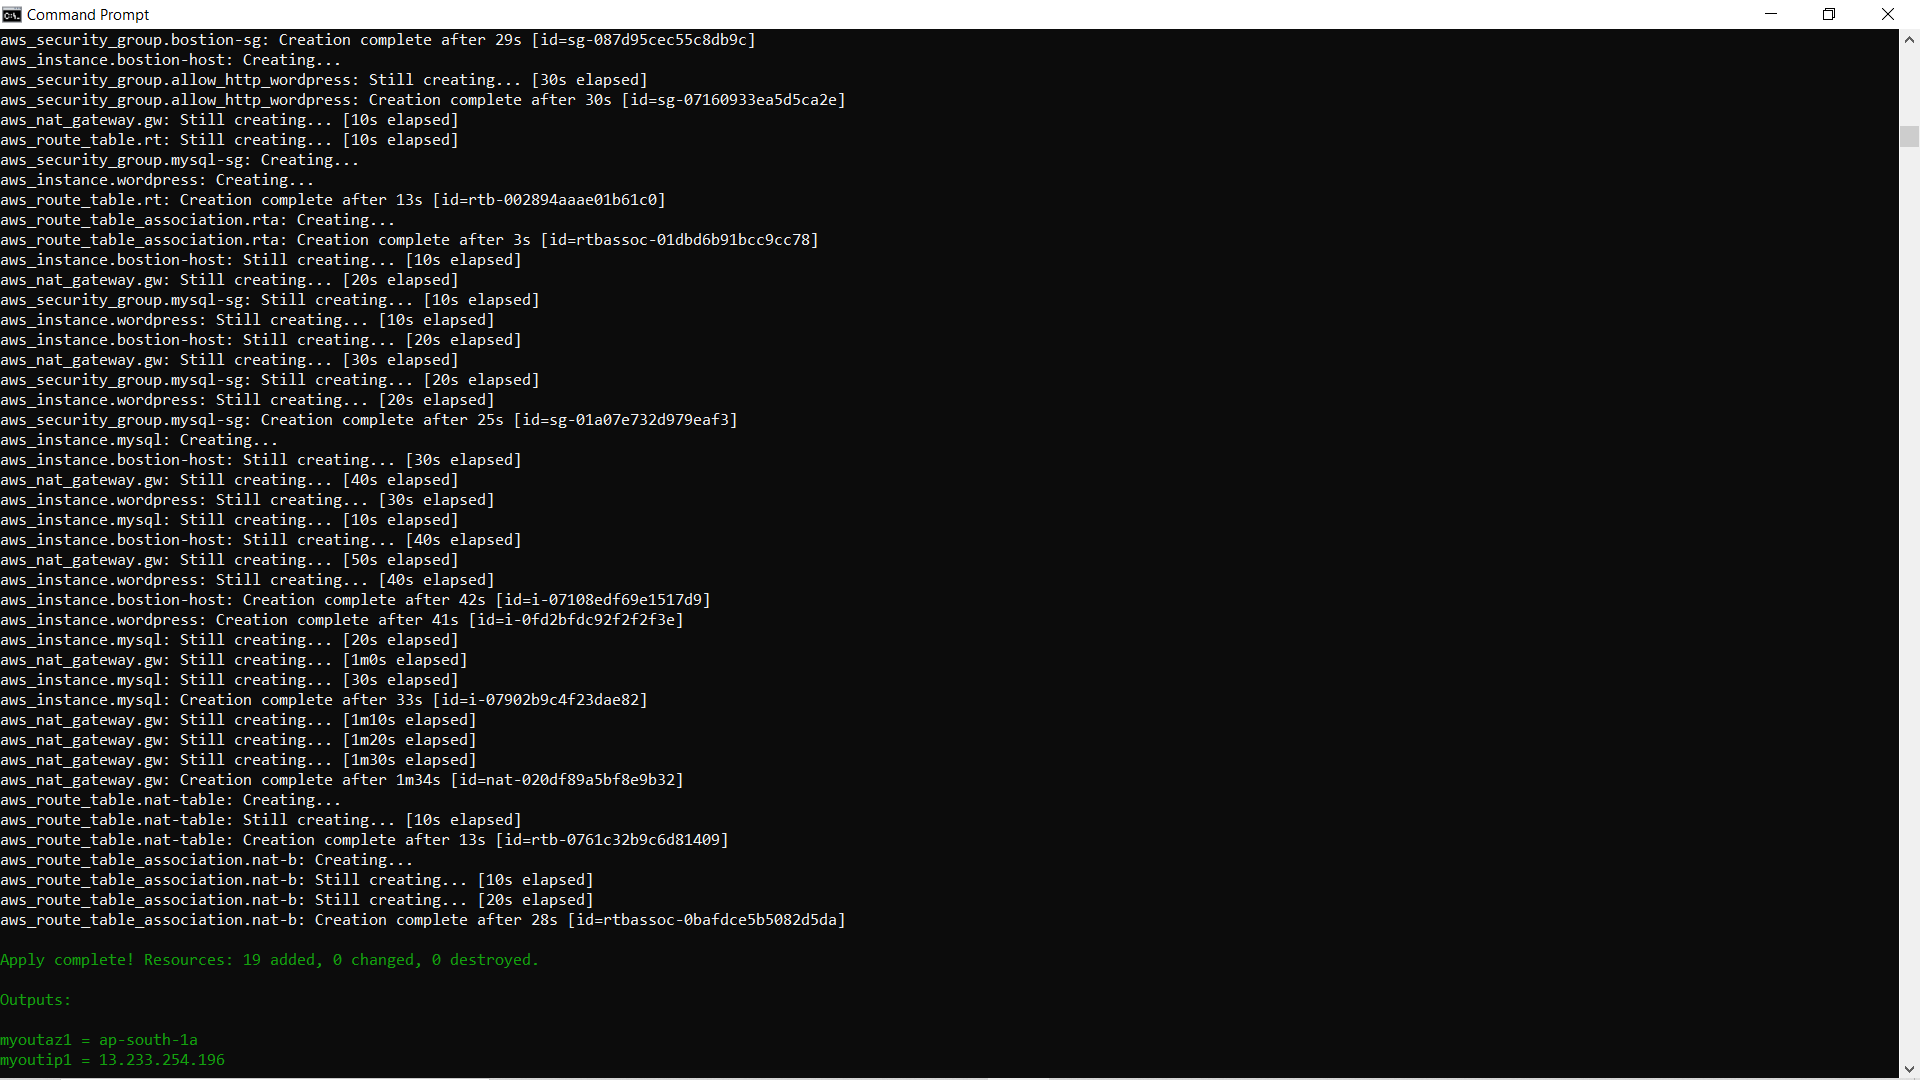 Command Prompt
aws_security_group.bostion-sg: Creation complete after 29s [id=sg-087d95cec55c8db9c]
aws_instance.bostion-host: Creating...
aws_security_group.allow_http_wordpress: Still creating... [30s elapsed]
aws_security_group.allow_http_wordpress: Creation complete after 30s [id=sg-07160933ea5d5ca2e]
aws_nat_gateway.gw: Still creating... [10s elapsed]
aws_route_table.rt: Still creating... [10s elapsed]
aws_security_group.mysql-sg: Creating...
aws_instance.wordpress: Creating...
aws_route_table.rt: Creation complete after 13s [id=rtb-002894aaae01b61c0]
aws_route_table_association.rta: Creating...
aws_route_table_association.rta: Creation complete after 3s [id=rtbassoc-01dbd6b91bcc9cc78]
aws_instance.bostion-host: Still creating... [10s elapsed]
aws_nat_gateway.gw: Still creating... [20s elapsed]
aws_security_group.mysql-sg: Still creating... [10s elapsed]
aws_instance.wordpress: Still creating... [10s elapsed]
aws_instance.bostion-host: Still creating... [20s elapsed]
aws_nat_gateway.gw: Still creating... [30s elapsed]
aws_security_group.mysql-sg: Still creating... [20s elapsed]
aws_instance.wordpress: Still creating... [20s elapsed]
aws_security_group.mysql-sg: Creation complete after 25s [id=sg-01a07e732d979eaf3]
aws_instance.mysql: Creating...
aws_instance.bostion-host: Still creating... [30s elapsed]
aws_nat_gateway.gw: Still creating... [40s elapsed]
aws_instance.wordpress: Still creating... [30s elapsed]
aws_instance.mysql: Still creating... [10s elapsed]
aws_instance.bostion-host: Still creating... [40s elapsed]
aws_nat_gateway.gw: Still creating... [50s elapsed]
aws_instance.wordpress: Still creating... [40s elapsed]
aws_instance.bostion-host: Creation complete after 42s [id=i-07108edf69e1517d9]
aws_instance.wordpress: Creation complete after 41s [id=i-0fd2bfdc92f2f2f3e]
aws_instance.mysql: Still creating... [20s elapsed]
aws_nat_gateway.gw: Still creating... [1m0s elapsed]
aws_instance.mysql: Still creating... [30s elapsed]
aws_instance.mysql: Creation complete after 33s [id=i-07902b9c4f23dae82]
aws_nat_gateway.gw: Still creating... [1m10s elapsed]
aws_nat_gateway.gw: Still creating... [1m20s elapsed]
aws_nat_gateway.gw: Still creating... [1m30s elapsed]
aws_nat_gateway.gw: Creation complete after 1m34s [id=nat-020df89a5bf8e9b32]
aws_route_table.nat-table: Creating...
aws_route_table.nat-table: Still creating... [10s elapsed]
aws_route_table.nat-table: Creation complete after 13s [id=rtb-0761c32b9c6d81409]
aws_route_table_association.nat-b: Creating...
aws_route_table_association.nat-b: Still creating... [10s elapsed]
aws_route_table_association.nat-b: Still creating... [20s elapsed]
aws_route_table_association.nat-b: Creation complete after 28s [id=rtbassoc-0bafdce5b5082d5da]
Apply complete! Resources: 19 added, 0 changed, 0 destroyed.
Outputs:
myoutaz1 = ap-south-1a
myoutip1 = 13.233.254.196